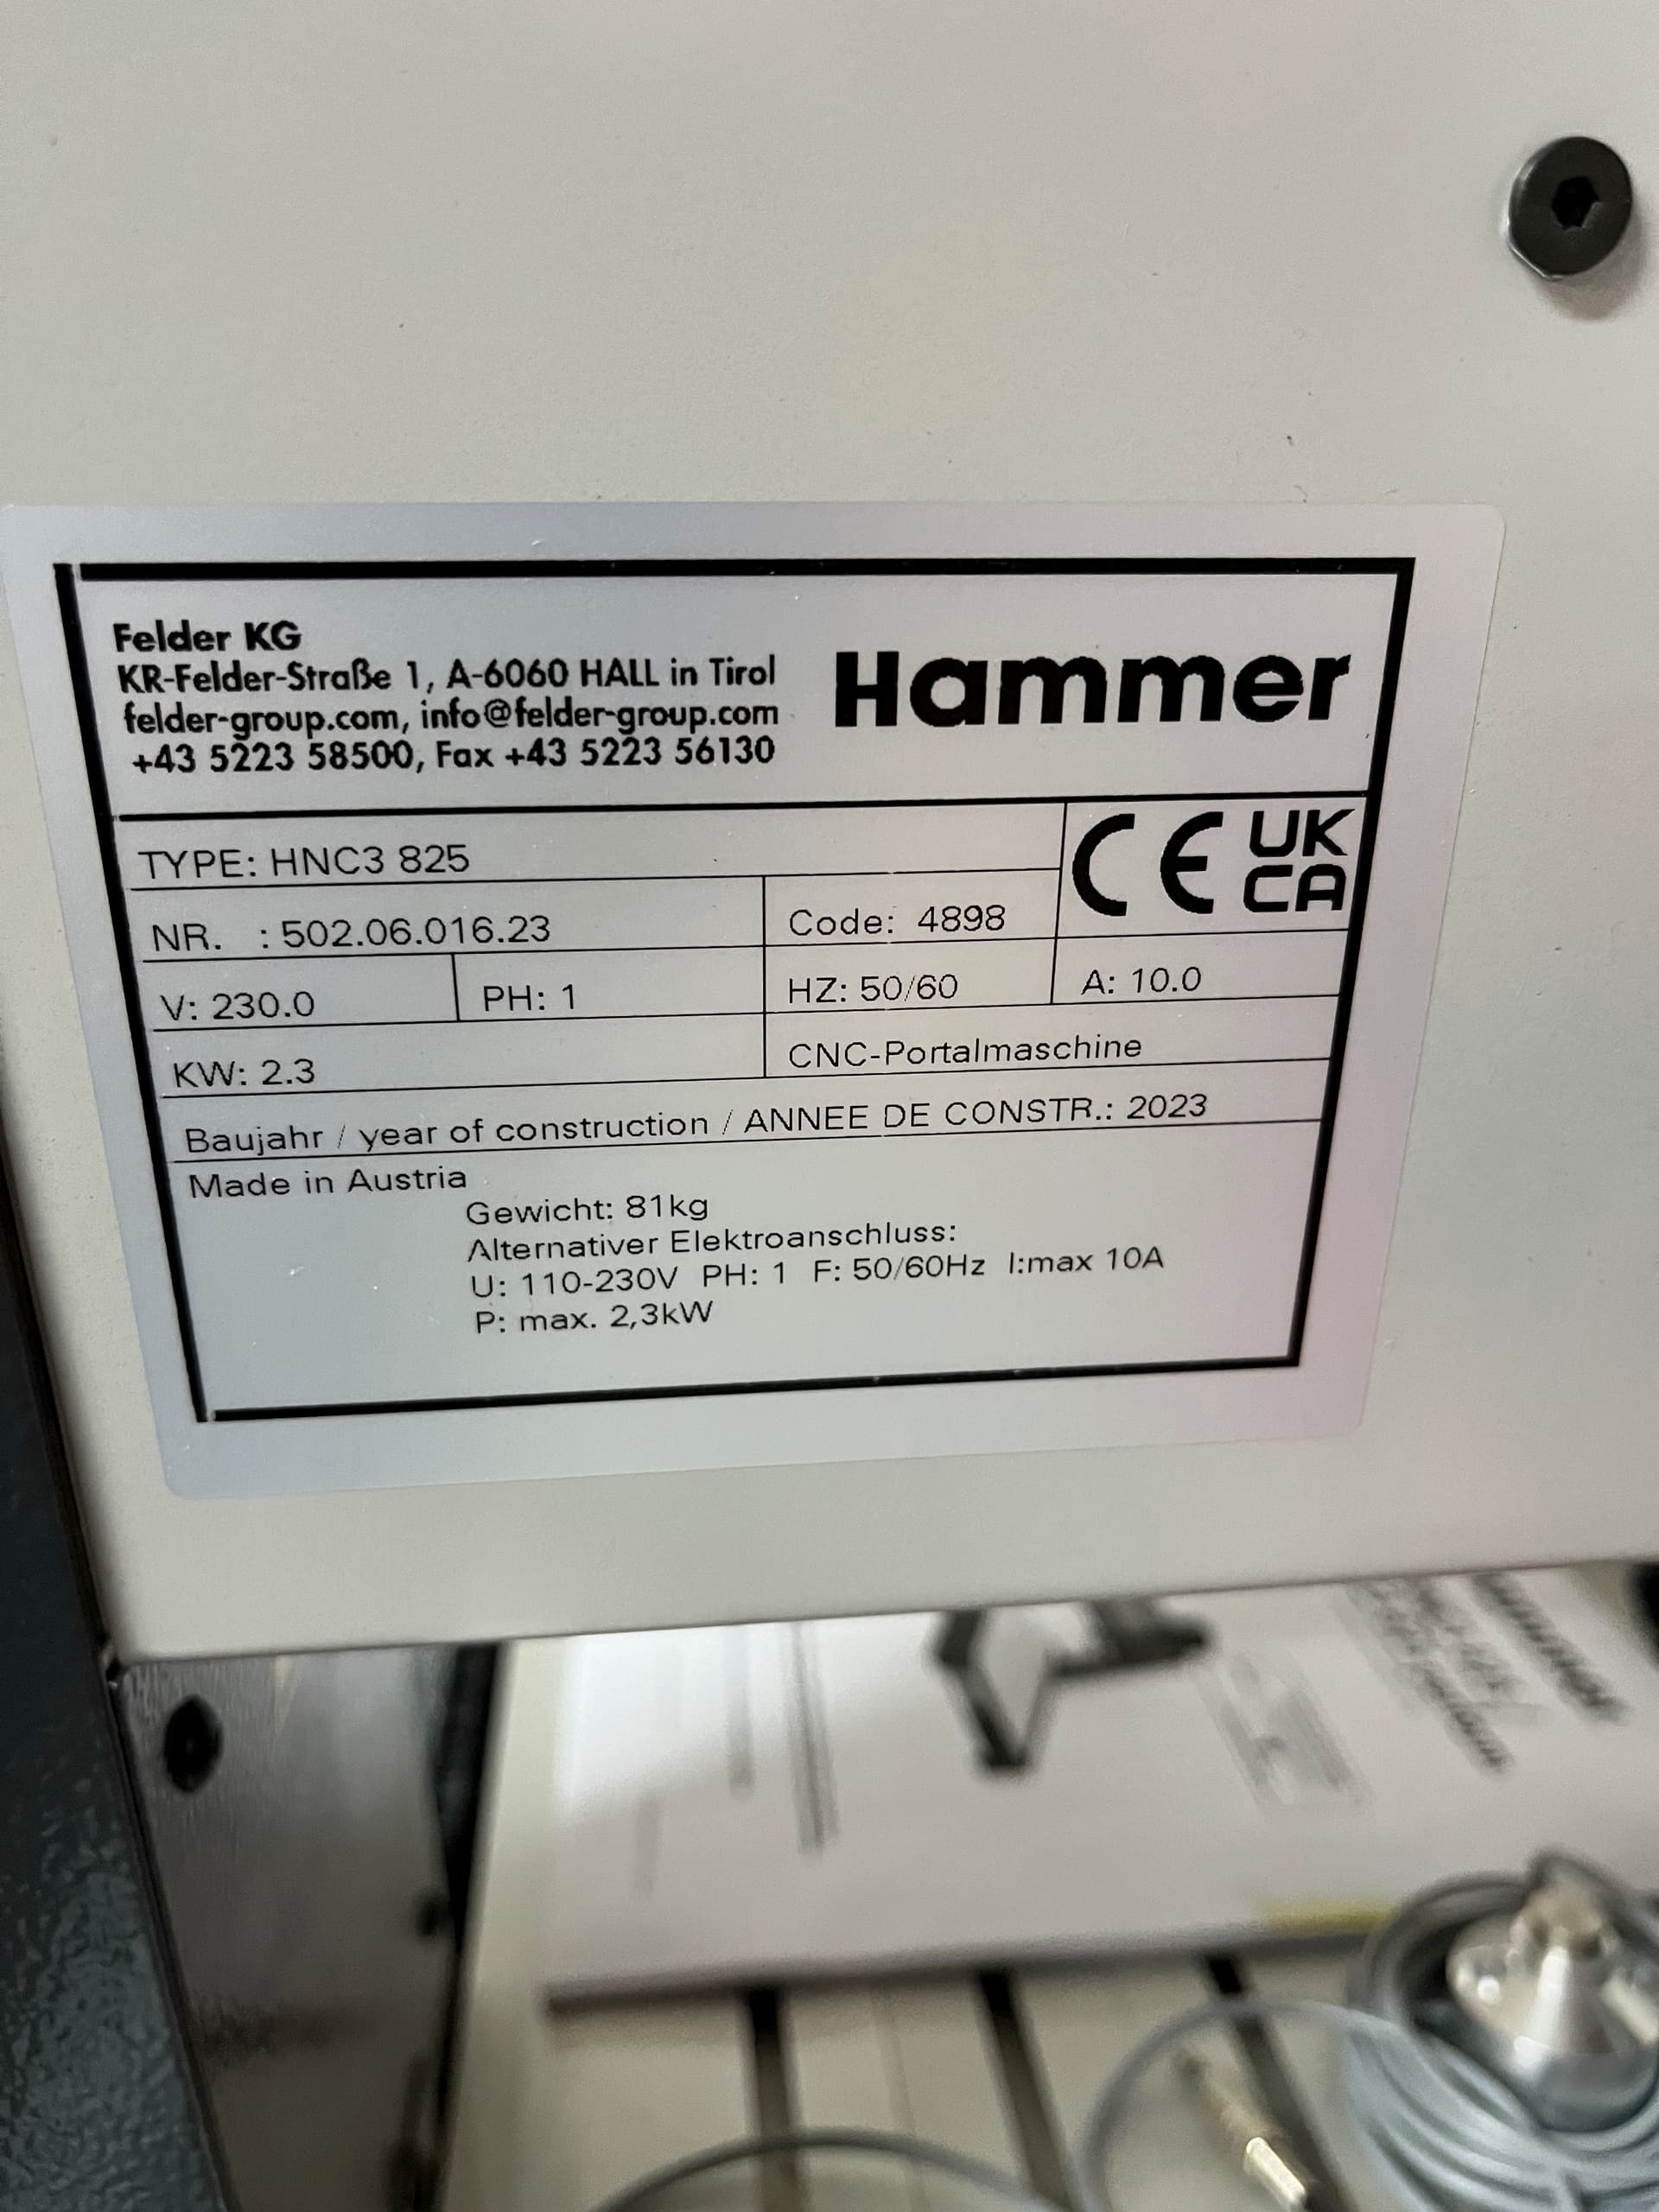 Felder KG
KR-Felder-Straße 1, A-6060 HALL in Tirol
felder-group.com, info@felder-group.com
+43 5223 58500, Fax +43 5223 56130
Hammer
TYPE: HNC3 825
CE UK CA
NR. : 502.06.016.23 Code: 4898
V: 230.0 PH: 1 HZ: 50/60 A: 10.0
KW: 2.3 CNC-Portalmaschine
Baujahr / year of construction / ANNEE DE CONSTR.: 2023
Made in Austria
Gewicht: 81kg
Alternativer Elektroanschluss:
U: 110-230V PH: 1 F: 50/60Hz I:max 10A
P: max. 2,3kW